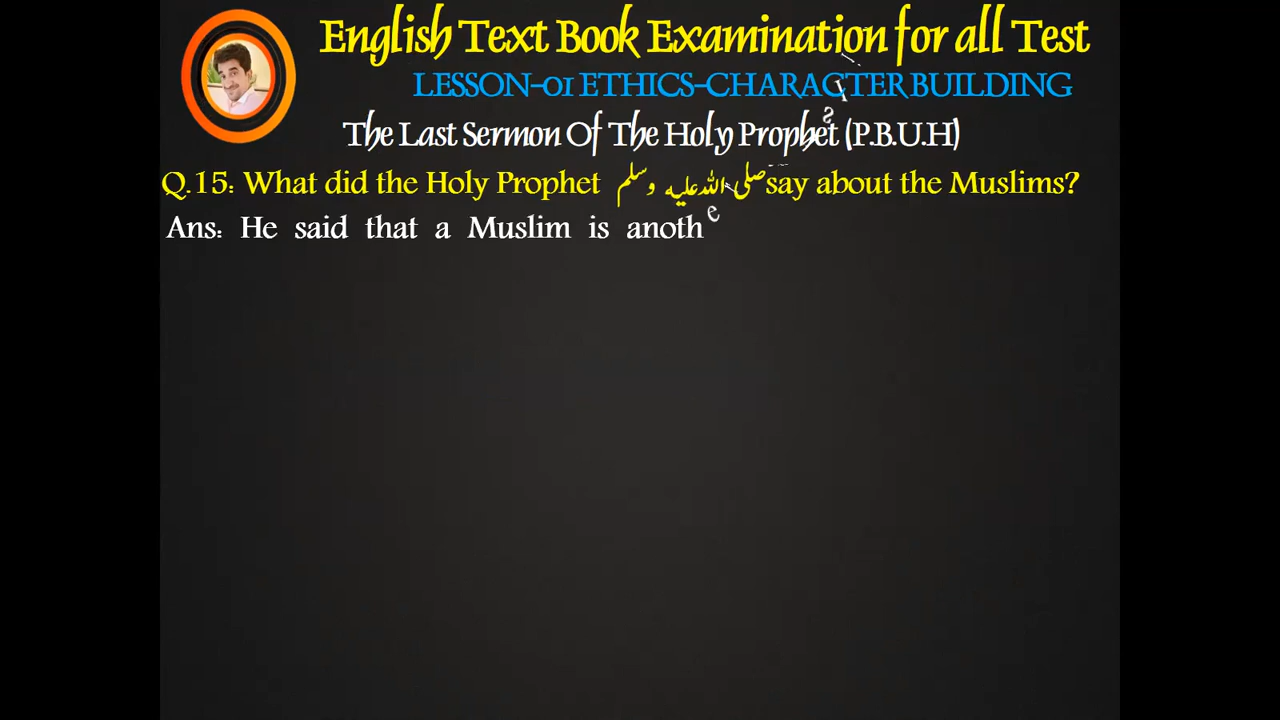 English Text Book Examination for all Test
LESSON-01 ETHICS-CHARACTER BUILDING
The Last Sermon Of The Holy Prophet (P.B.U.H)
Q.15: What did the Holy Prophet صلی اللہ علیہ وسلم say about the Muslims?
Ans: He said that a Muslim is anothe